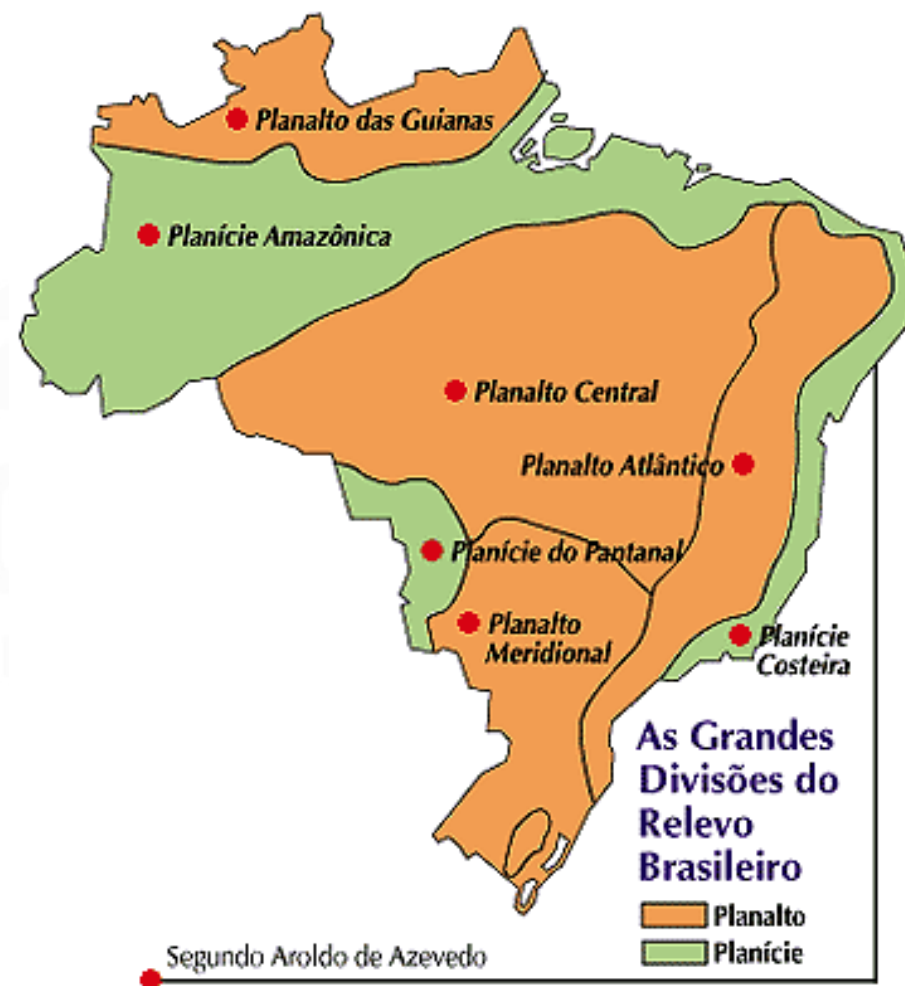 Planalto das Guianas
Planície Amazônica
Planalto Central
Planalto Atlântico
Planície do Pantanal
Planalto
Meridional
Planície
Costeira
As Grandes
Divisões do
Relevo
Brasileiro
Planalto
Planície
Segundo Aroldo de Azevedo